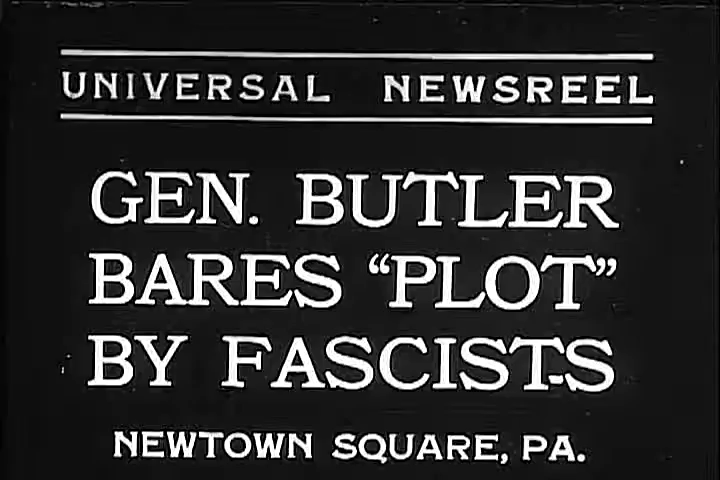 UNIVERSAL NEWSREEL
GEN. BUTLER
BARES “PLOT”
BY FASCISTS
NEWTOWN SQUARE, PA.